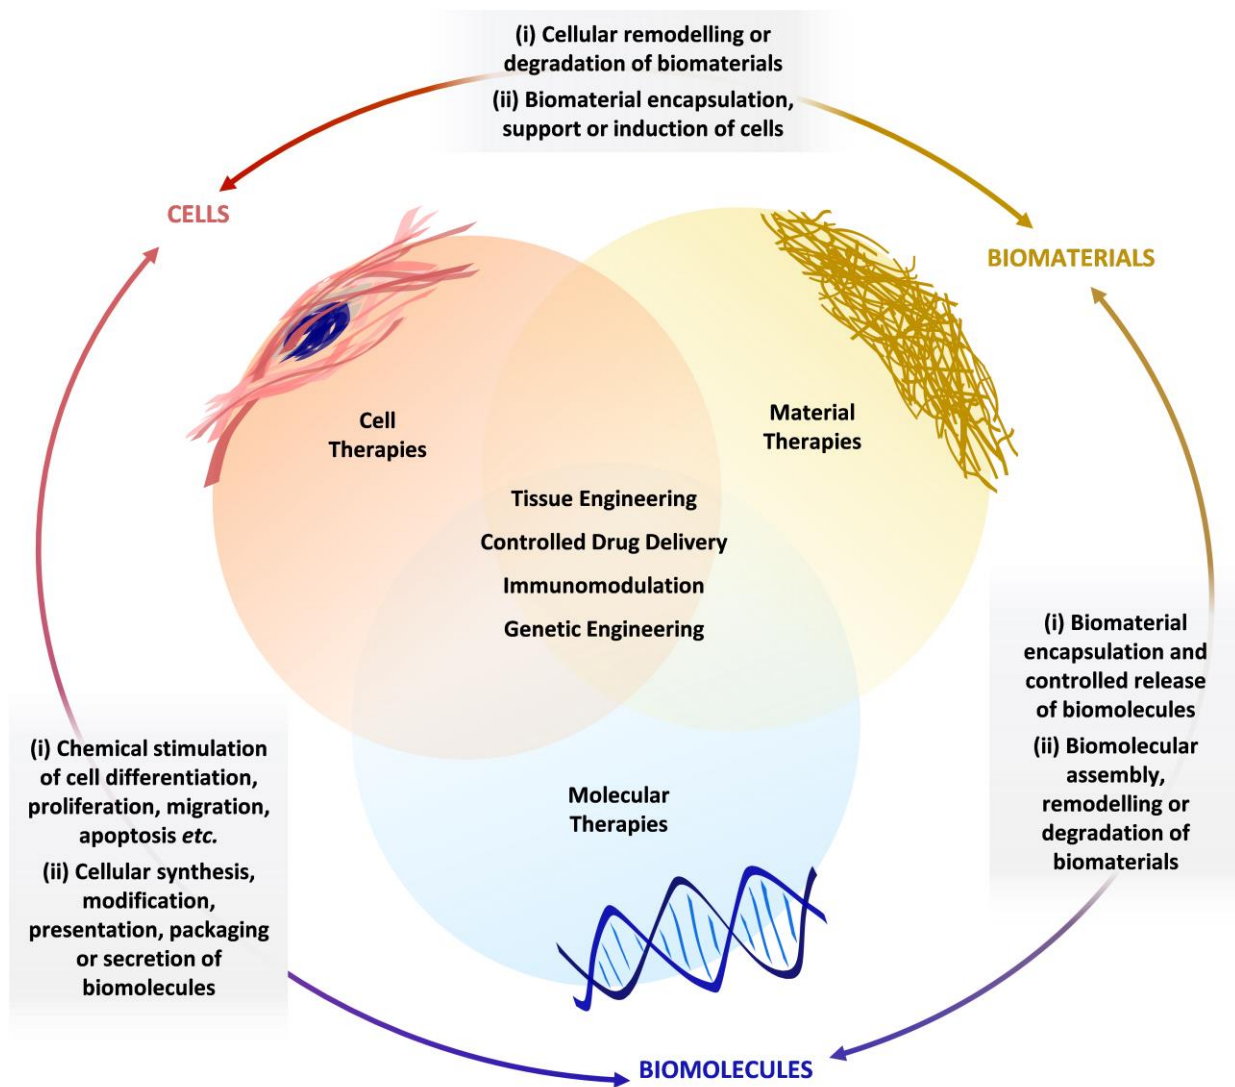 (i) Cellular remodelling or
degradation of biomaterials
(ii) Biomaterial encapsulation,
support or induction of cells
CELLS
BIOMATERIALS
Cell
Therapies
Material
Therapies
Tissue Engineering
Controlled Drug Delivery
Immunomodulation
Genetic Engineering
(i) Biomaterial
encapsulation and
controlled release
of biomolecules
(ii) Biomolecular
assembly,
remodelling or
degradation of
biomaterials
(i) Chemical stimulation
of cell differentiation,
proliferation, migration,
apoptosis etc.
(ii) Cellular synthesis,
modification,
presentation, packaging
or secretion of
biomolecules
Molecular
Therapies
BIOMOLECULES